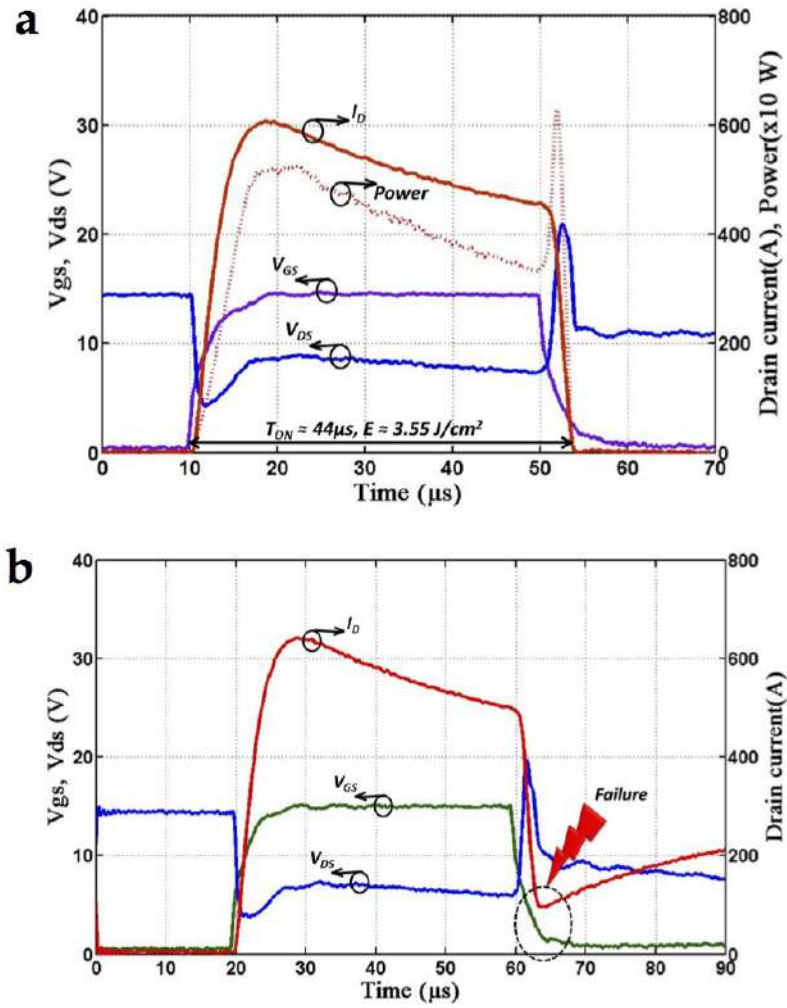 a
40
30
20
10
0
Vgs, Vds (V)
800
600
400
200
0
Drain current(A), Power(x10 W)
I_D
Power
V_GS
V_DS
T_ON ≈ 44μs, E ≈ 3.55 J/cm²
0 10 20 30 40 50 60 70
Time (μs)
b
40
30
20
10
0
Vgs, Vds (V)
800
600
400
200
0
Drain current(A)
I_D
V_GS
V_DS
Failure
0 10 20 30 40 50 60 70 80 90
Time (μs)